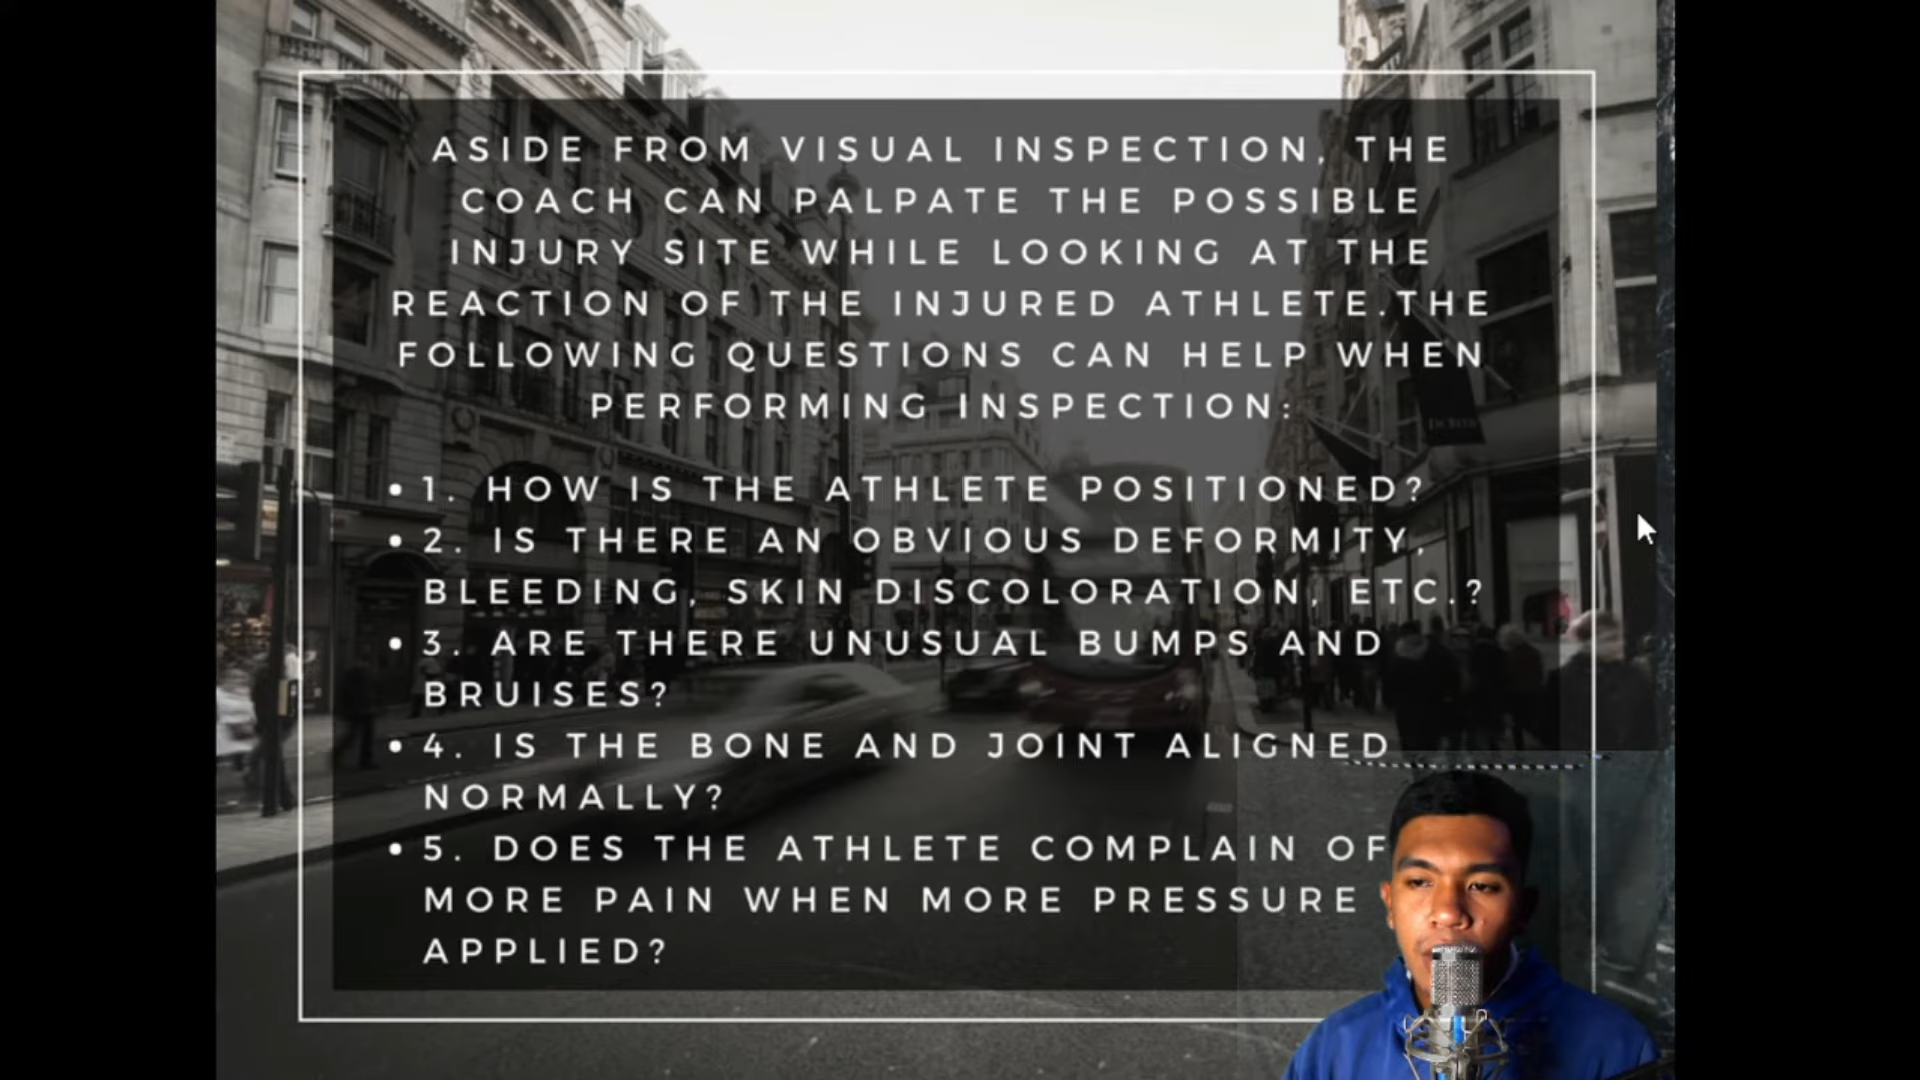 ASIDE FROM VISUAL INSPECTION, THE
COACH CAN PALPATE THE POSSIBLE
INJURY SITE WHILE LOOKING AT THE
REACTION OF THE INJURED ATHLETE.THE
FOLLOWING QUESTIONS CAN HELP WHEN
PERFORMING INSPECTION:
• 1. HOW IS THE ATHLETE POSITIONED?
• 2. IS THERE AN OBVIOUS DEFORMITY,
BLEEDING, SKIN DISCOLORATION, ETC.?
• 3. ARE THERE UNUSUAL BUMPS AND
BRUISES?
• 4. IS THE BONE AND JOINT ALIGNED
NORMALLY?
• 5. DOES THE ATHLETE COMPLAIN OF
MORE PAIN WHEN MORE PRESSURE
APPLIED?